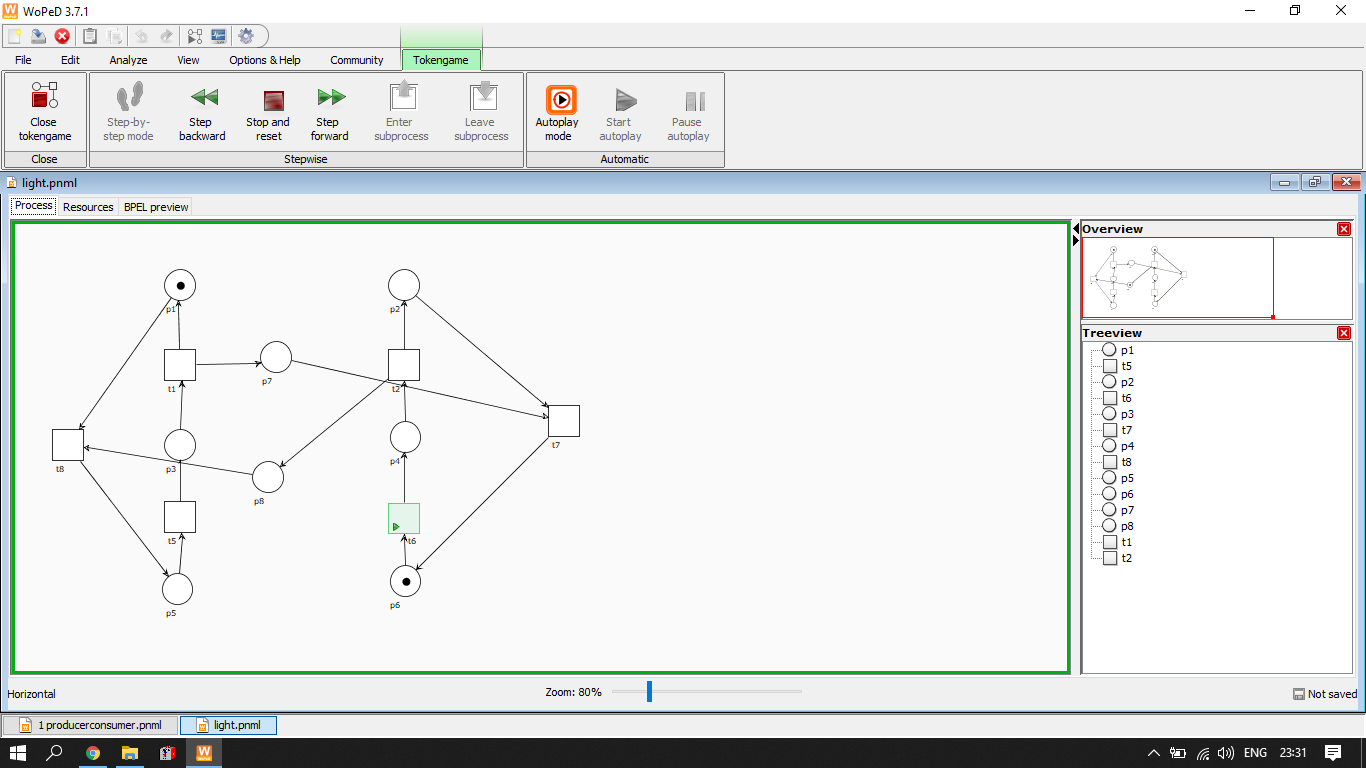 WoPeD 3.7.1
File Edit Analyze View Options & Help Community Tokengame
Close tokengame
Step-by-step mode
Step backward
Stop and reset
Step forward
Enter subprocess
Leave subprocess
Autoplay mode
Start autoplay
Pause autoplay
Close Stepwise Automatic
light.pnml
Process Resources BPEL preview
p1
p2
t1
p7
t2
t7
t8
p3
p4
p8
t5
t6
p5
p6
Overview
Treeview
p1
t5
p2
t6
p3
t7
p4
t8
p5
p6
p7
p8
t1
t2
Horizontal Zoom: 80% Not saved
1 producerconsumer.pnml light.pnml
ENG 23:31